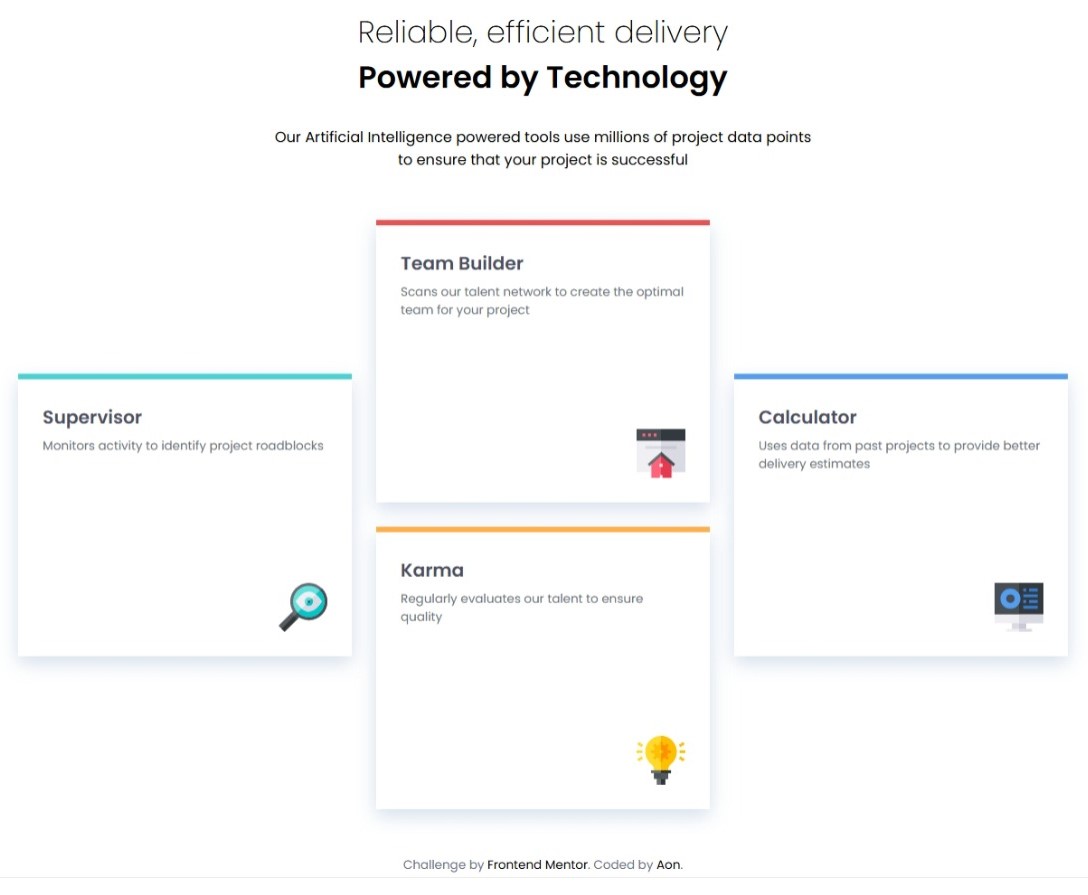 Reliable, efficient delivery
Powered by Technology
Our Artificial Intelligence powered tools use millions of project data points
to ensure that your project is successful
Team Builder
Scans our talent network to create the optimal
team for your project
Supervisor
Monitors activity to identify project roadblocks
Calculator
Uses data from past projects to provide better
delivery estimates
Karma
Regularly evaluates our talent to ensure
quality
Challenge by Frontend Mentor. Coded by Aon.